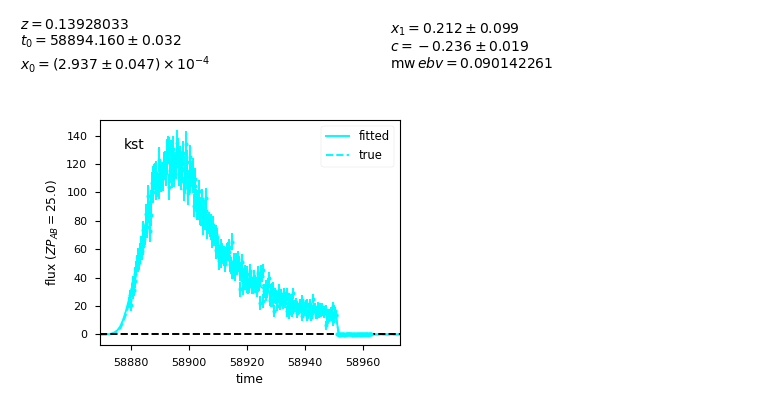 z = 0.13928033
t₀ = 58894.160 ± 0.032
x₀ = (2.937 ± 0.047) × 10⁻⁴
x₁ = 0.212 ± 0.099
c = −0.236 ± 0.019
mw ebv = 0.090142261
kst
fitted
true
flux (ZP_AB = 25.0)
140
120
100
80
60
40
20
0
58880 58900 58920 58940 58960
time